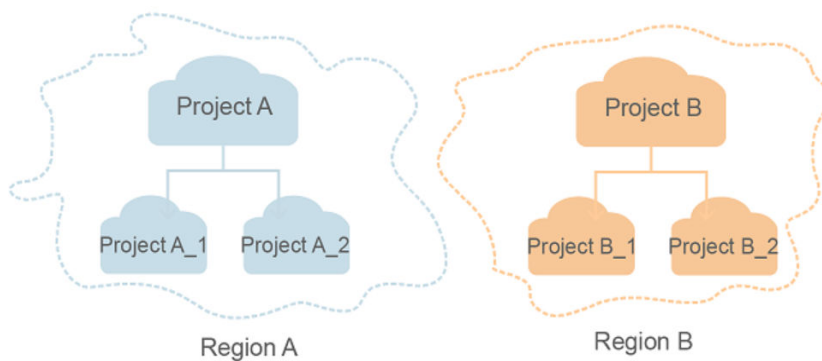 Project A
Project B
Project A_1
Project A_2
Project B_1
Project B_2
Region A
Region B